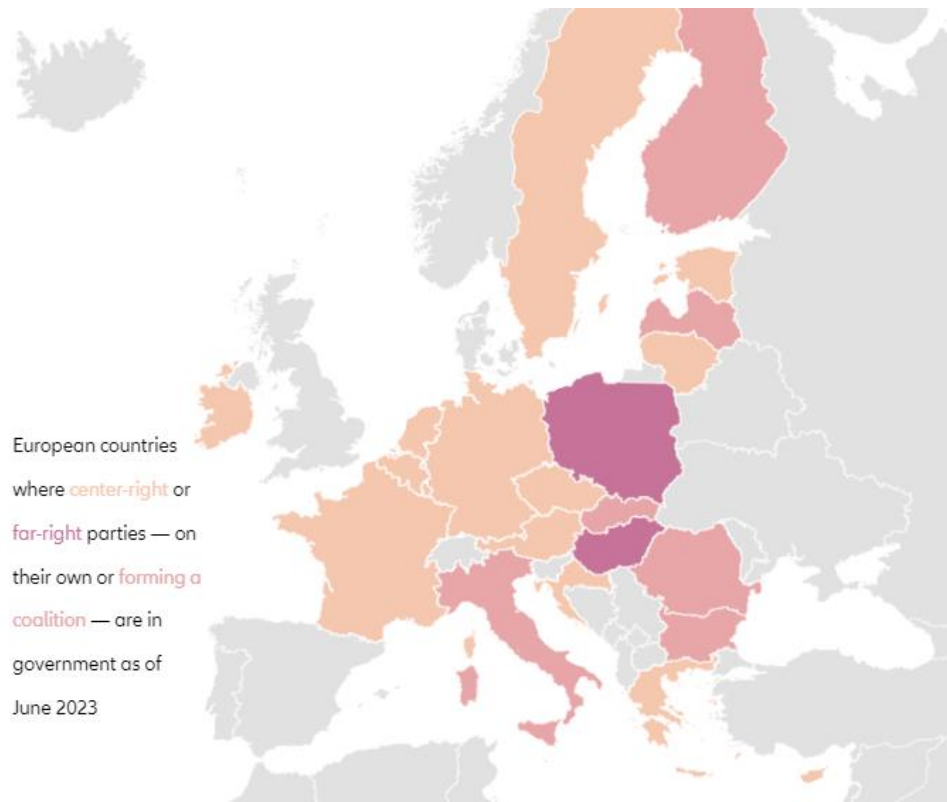 European countries
where center-right or
far-right parties — on
their own or forming a
coalition — are in
government as of
June 2023